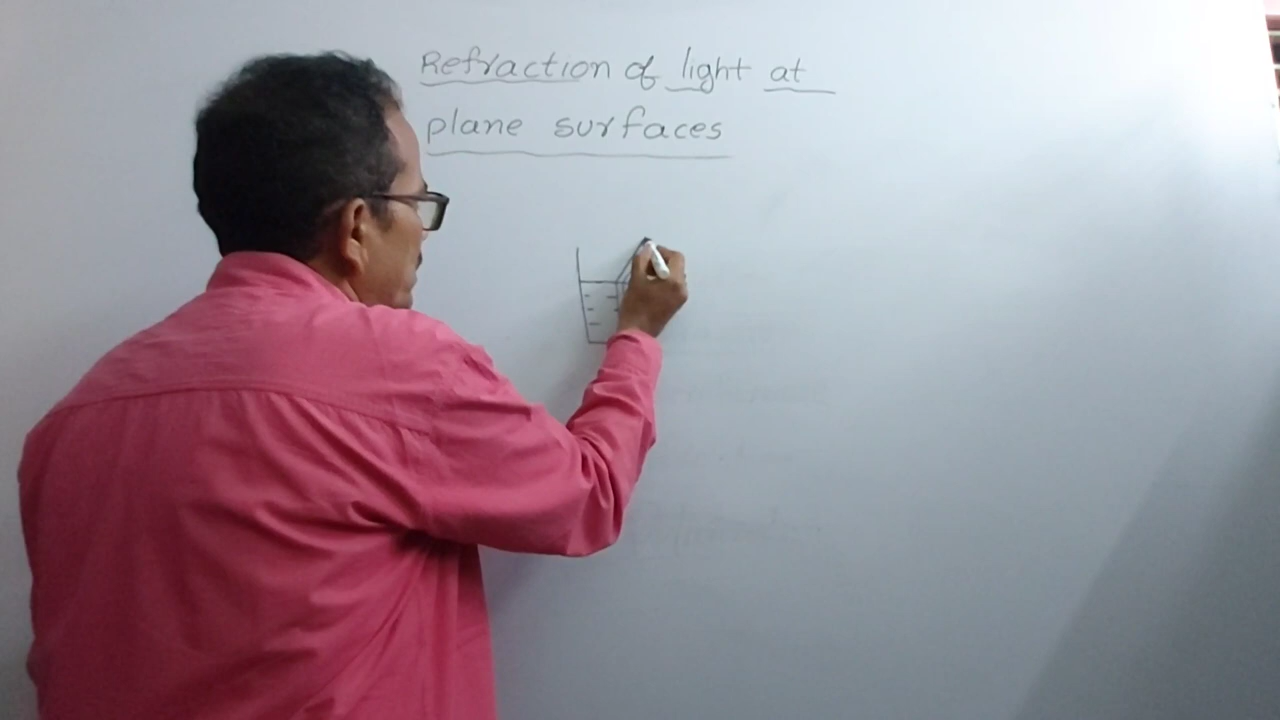 Refraction of light at
plane surfaces